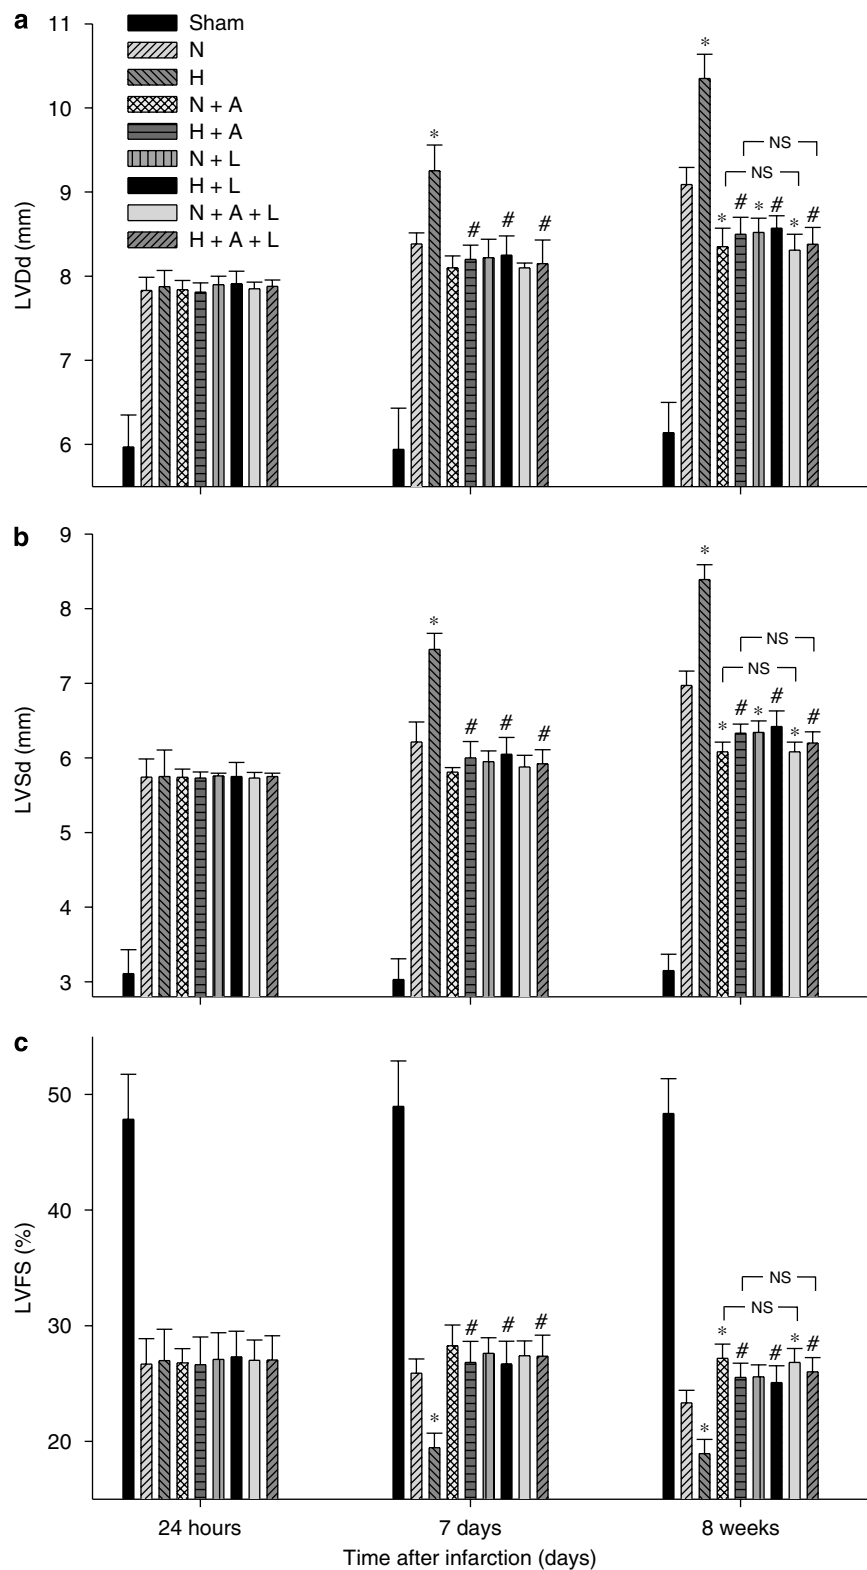 a
11
10
9
8
7
6
LVDd (mm)
Sham
N
H
N + A
H + A
N + L
H + L
N + A + L
H + A + L
*
*
NS
NS
# # #
* # * # * #
b
9
8
7
6
5
4
3
LVSd (mm)
*
*
NS
NS
# # #
* # * # * #
c
50
40
30
20
LVFS (%)
NS
NS
# # #
* # # * #
*
*
24 hours 7 days 8 weeks
Time after infarction (days)